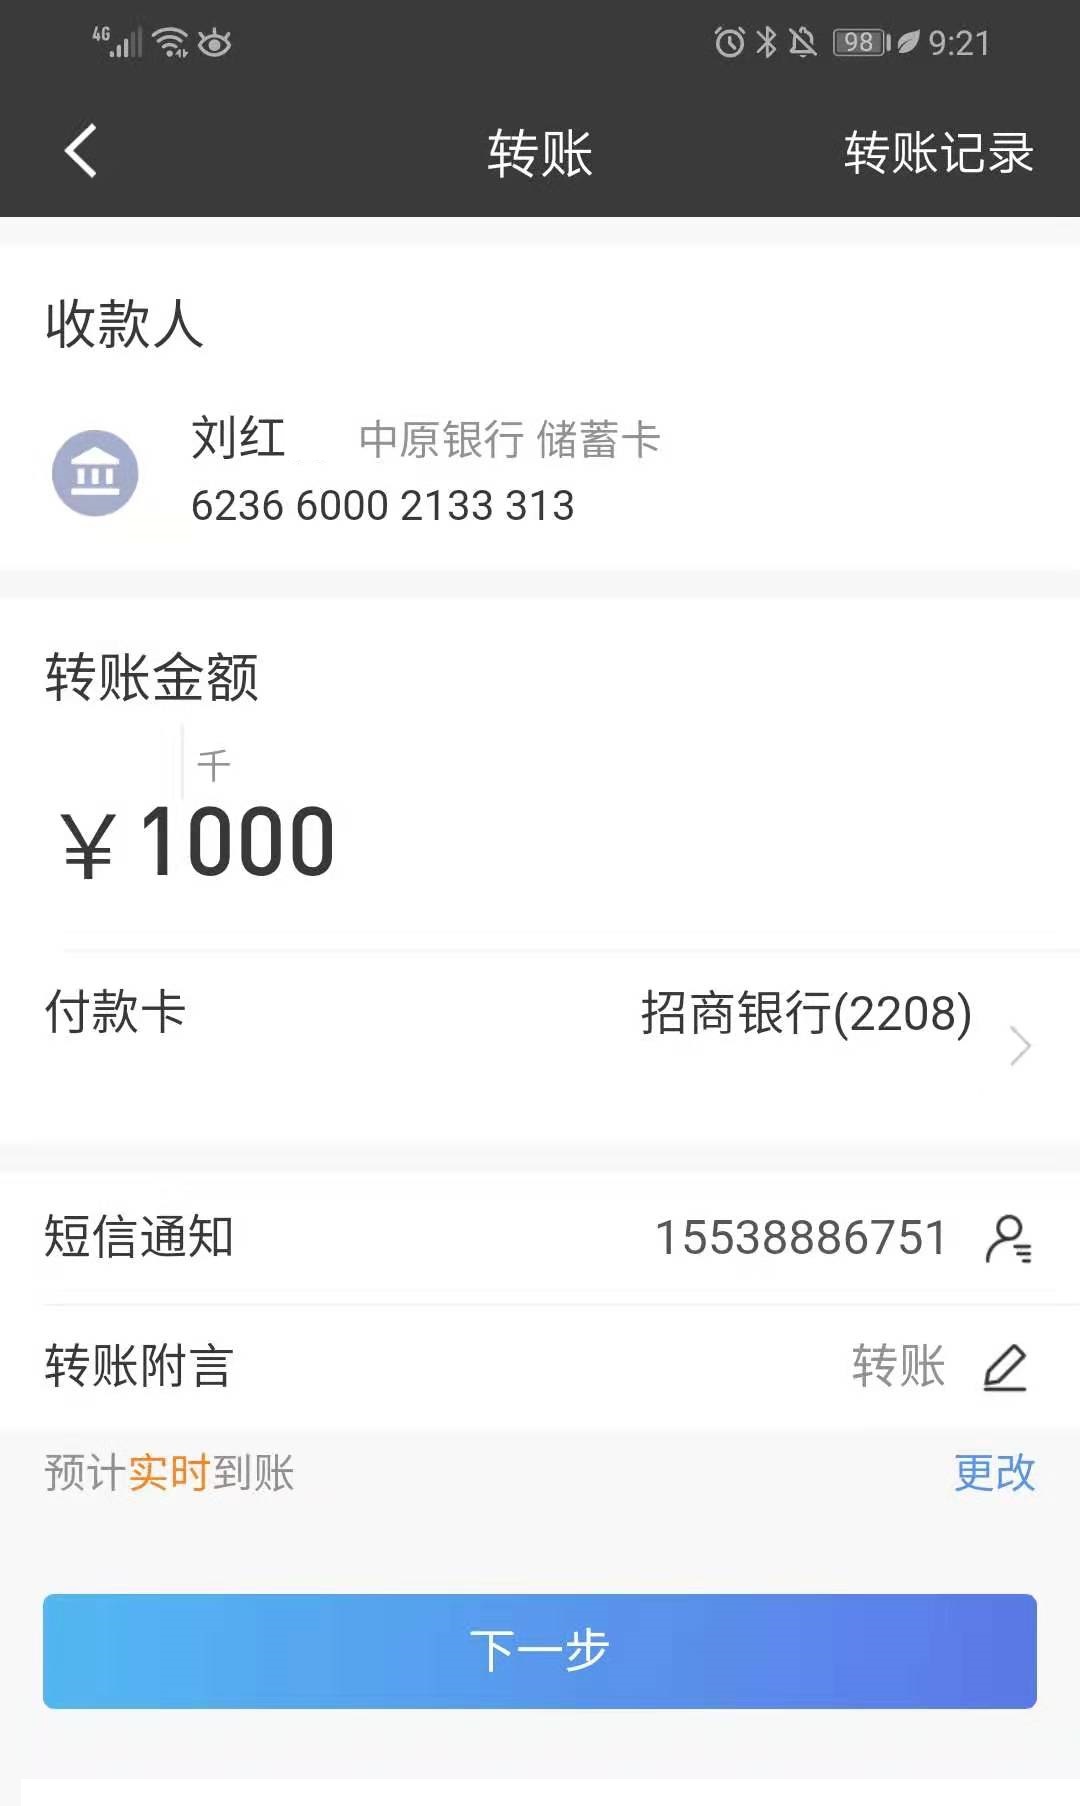 4G 98 9:21
转账 转账记录
收款人
刘红 中原银行 储蓄卡
6236 6000 2133 313
转账金额
千
¥1000
付款卡 招商银行(2208)
短信通知 15538886751
转账附言 转账
预计实时到账 更改
下一步